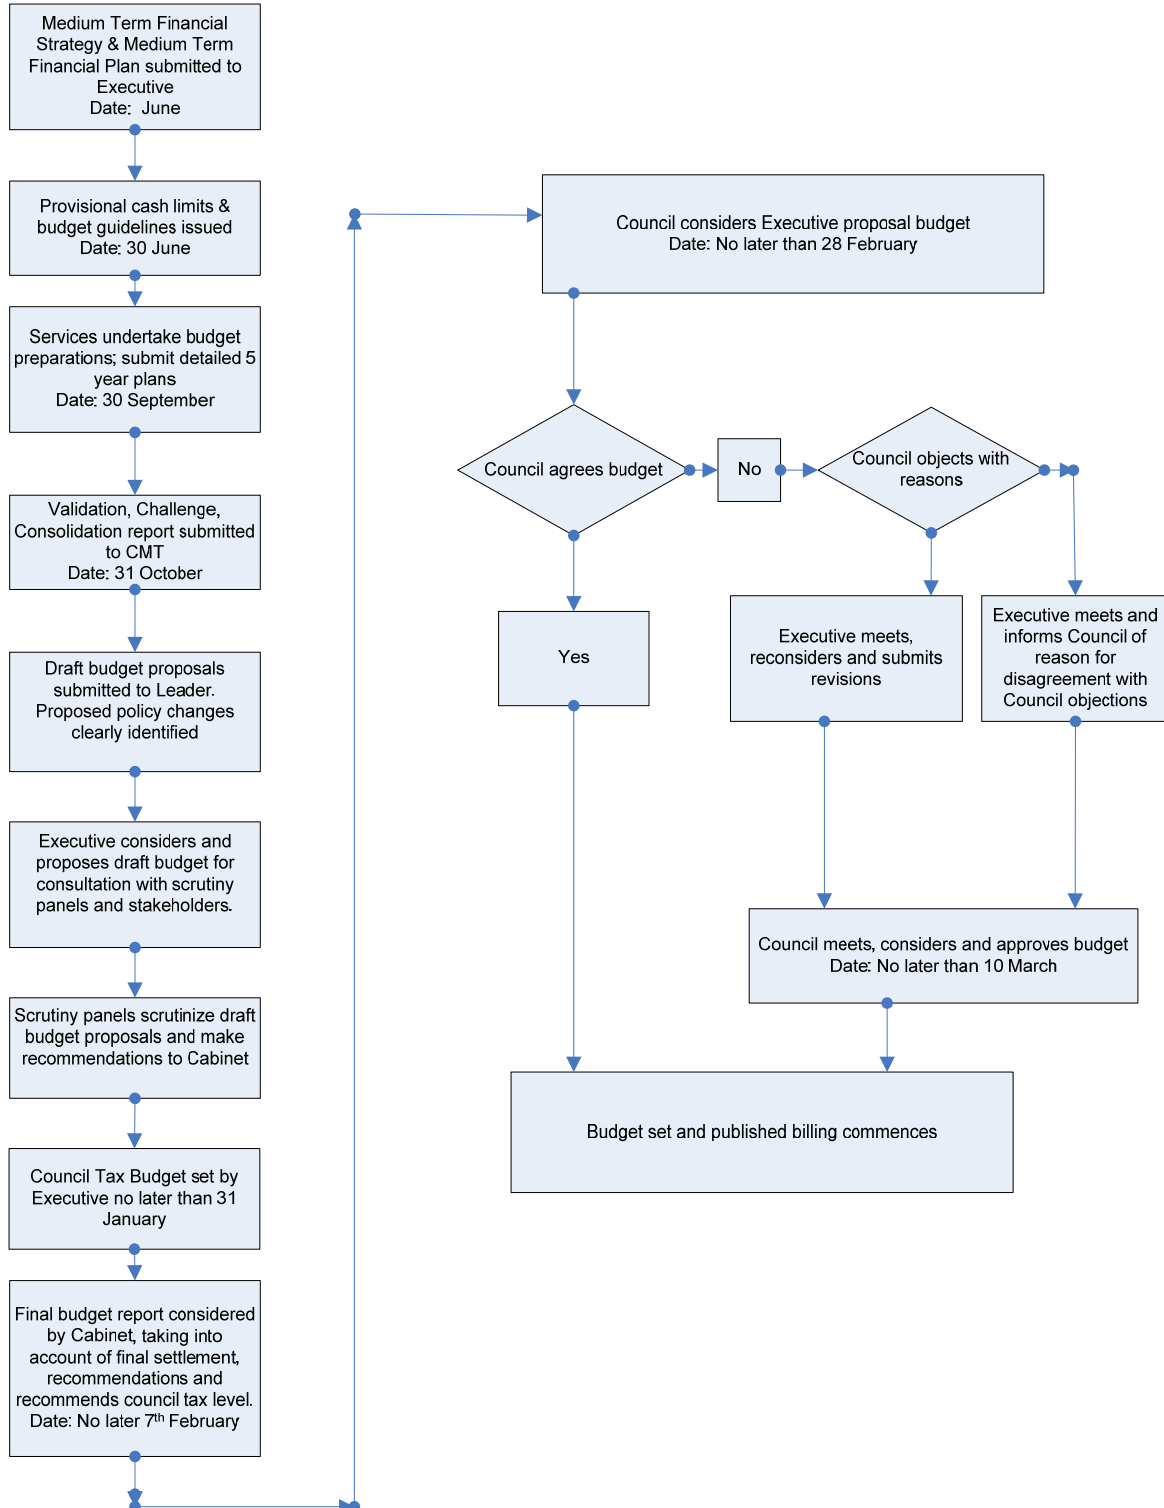 Medium Term Financial
Strategy & Medium Term
Financial Plan submitted to
Executive
Date:  June
Provisional cash limits &
budget guidelines issued
Date: 30 June
Services undertake budget
preparations; submit detailed 5
year plans
Date: 30 September
Validation, Challenge,
Consolidation report submitted
to CMT
Date: 31 October
Draft budget proposals
submitted to Leader.
Proposed policy changes
clearly identified
Executive considers and
proposes draft budget for
consultation with scrutiny
panels and stakeholders.
Scrutiny panels scrutinize draft
budget proposals and make
recommendations to Cabinet
Council Tax Budget set by
Executive no later than 31
January
Final budget report considered
by Cabinet, taking into
account of final settlement,
recommendations and
recommends council tax level.
Date: No later 7th February
Council considers Executive proposal budget
Date: No later than 28 February
Council agrees budget
No
Council objects with
reasons
Yes
Executive meets,
reconsiders and submits
revisions
Executive meets and
informs Council of
reason for
disagreement with
Council objections
Council meets, considers and approves budget
Date: No later than 10 March
Budget set and published billing commences